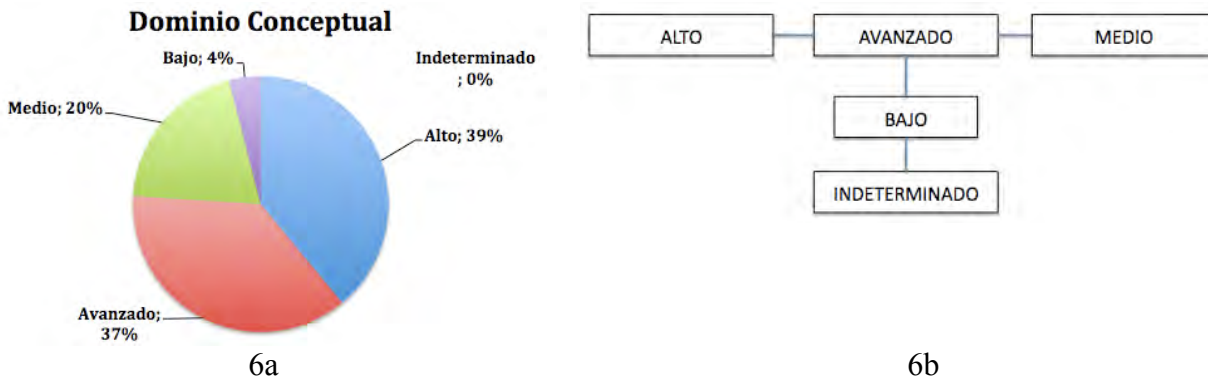 Dominio Conceptual
Bajo; 4%
Indeterminado
; 0%
Medio; 20%
Alto; 39%
Avanzado;
37%
6a
ALTO
AVANZADO
MEDIO
BAJO
INDETERMINADO
6b